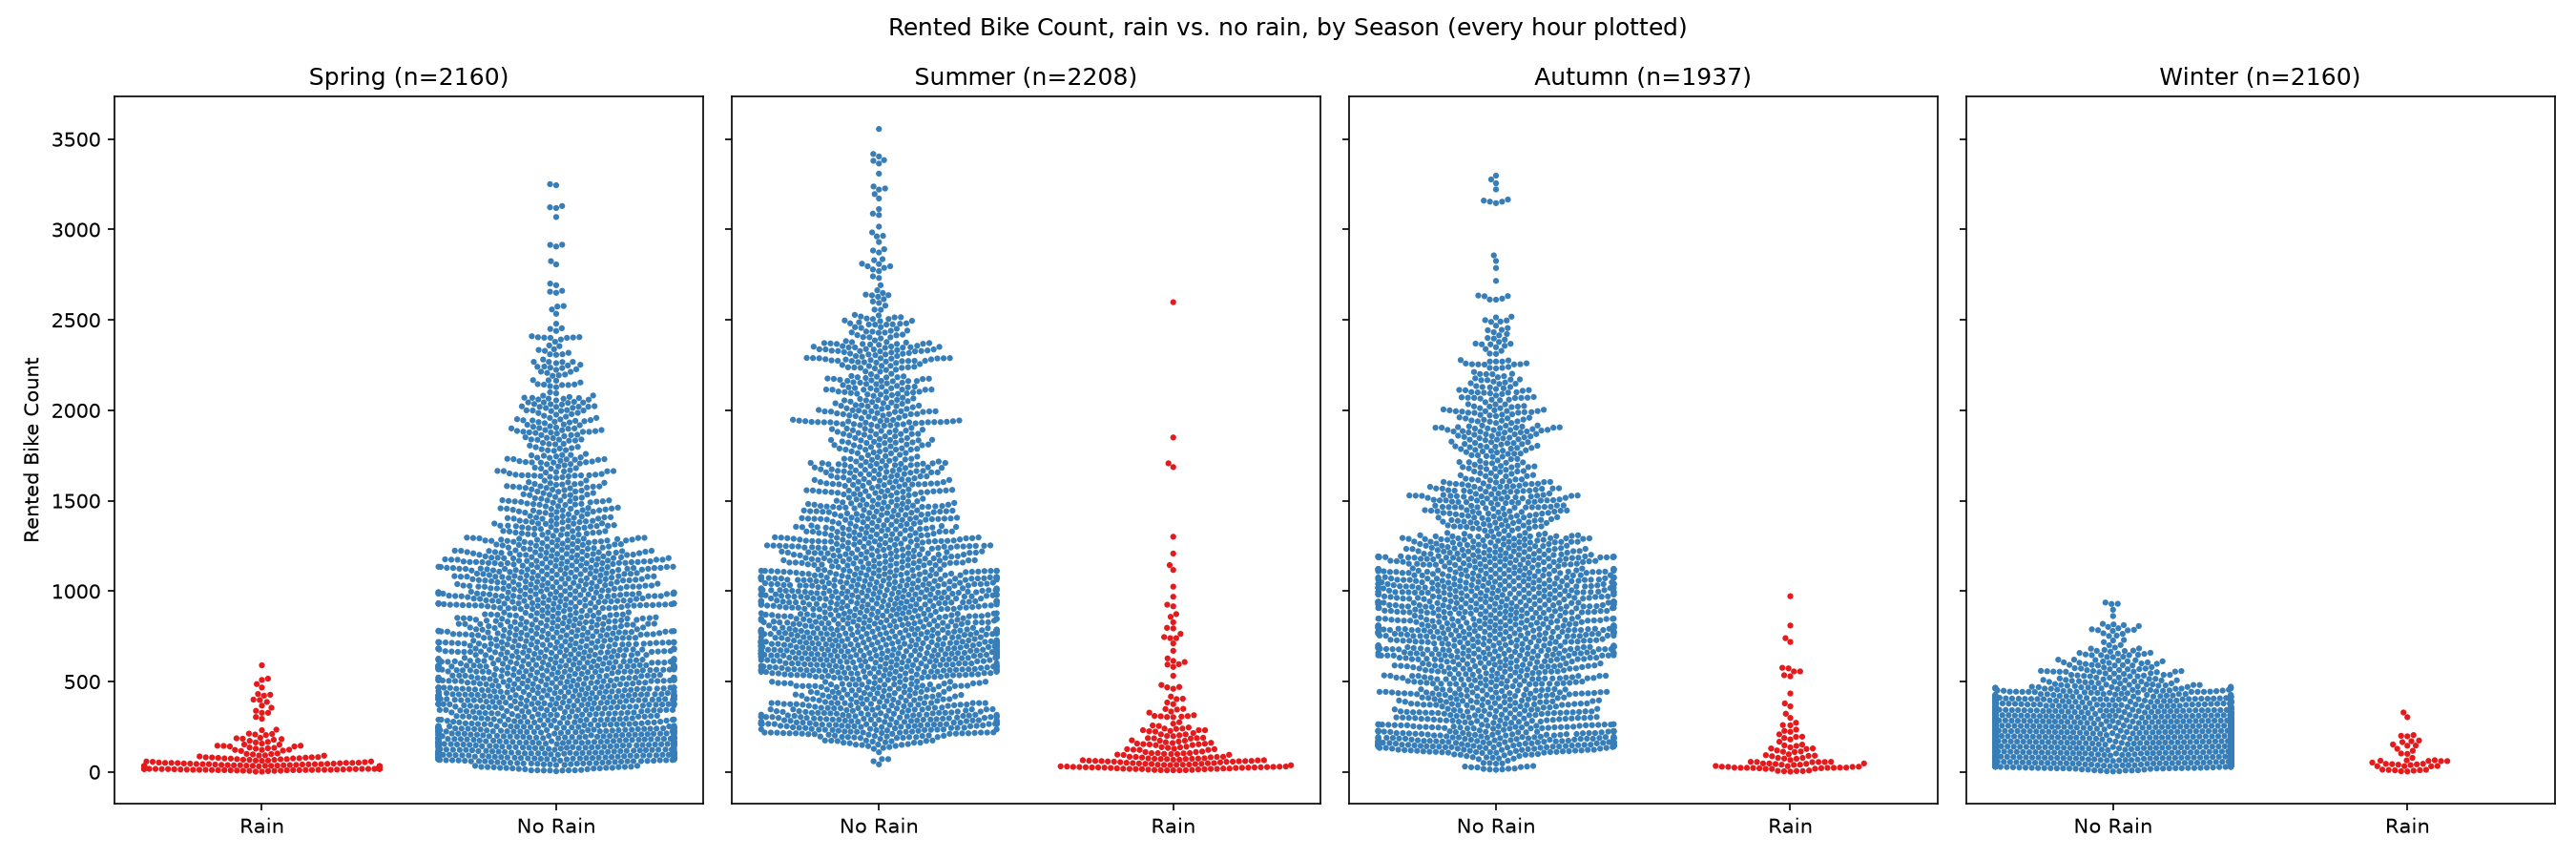 Rented Bike Count, rain vs. no rain, by Season (every hour plotted)
Spring (n=2160)
Summer (n=2208)
Autumn (n=1937)
Winter (n=2160)
Rented Bike Count
3500
3000
2500
2000
1500
1000
500
0
Rain
No Rain
No Rain
Rain
No Rain
Rain
No Rain
Rain